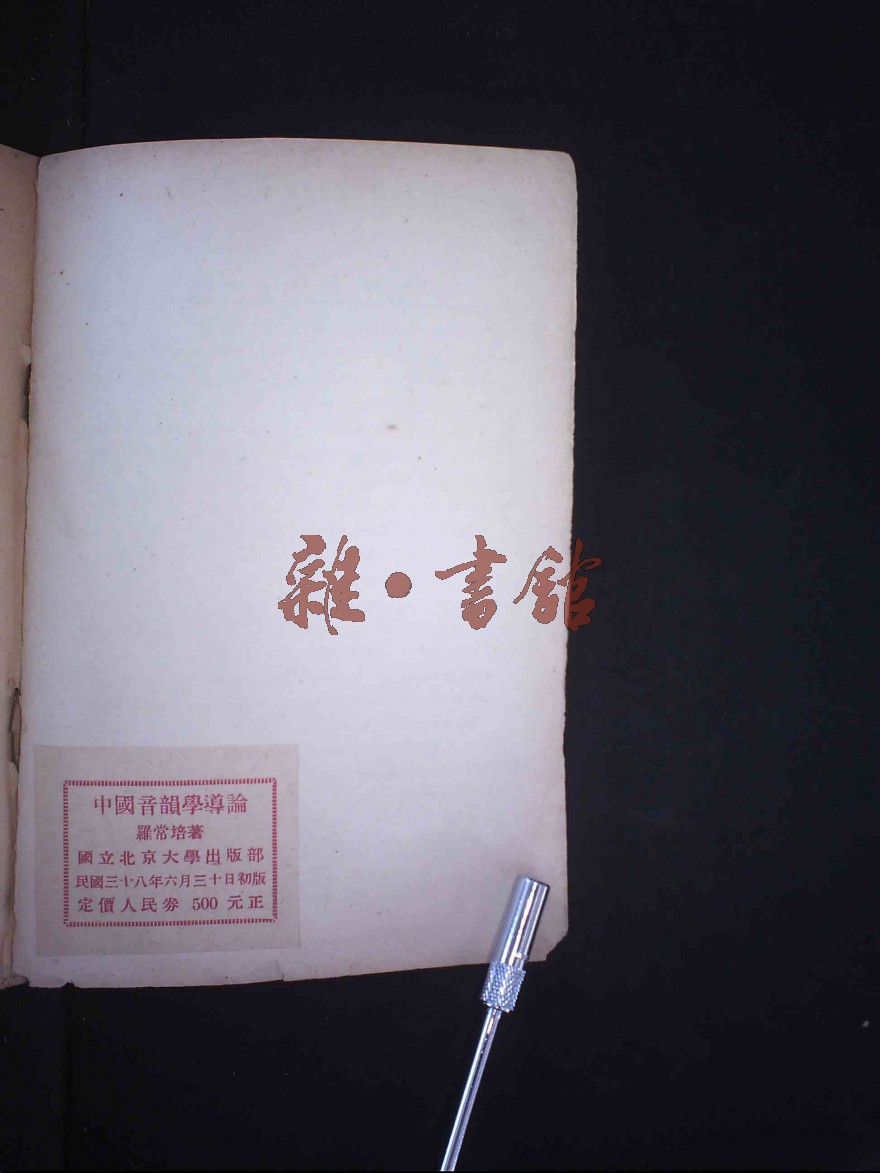 雜·書館
中國音韻學導論
羅常培著
國立北京大學出版部
民國三十八年六月三十日初版
定價人民券 500 元正